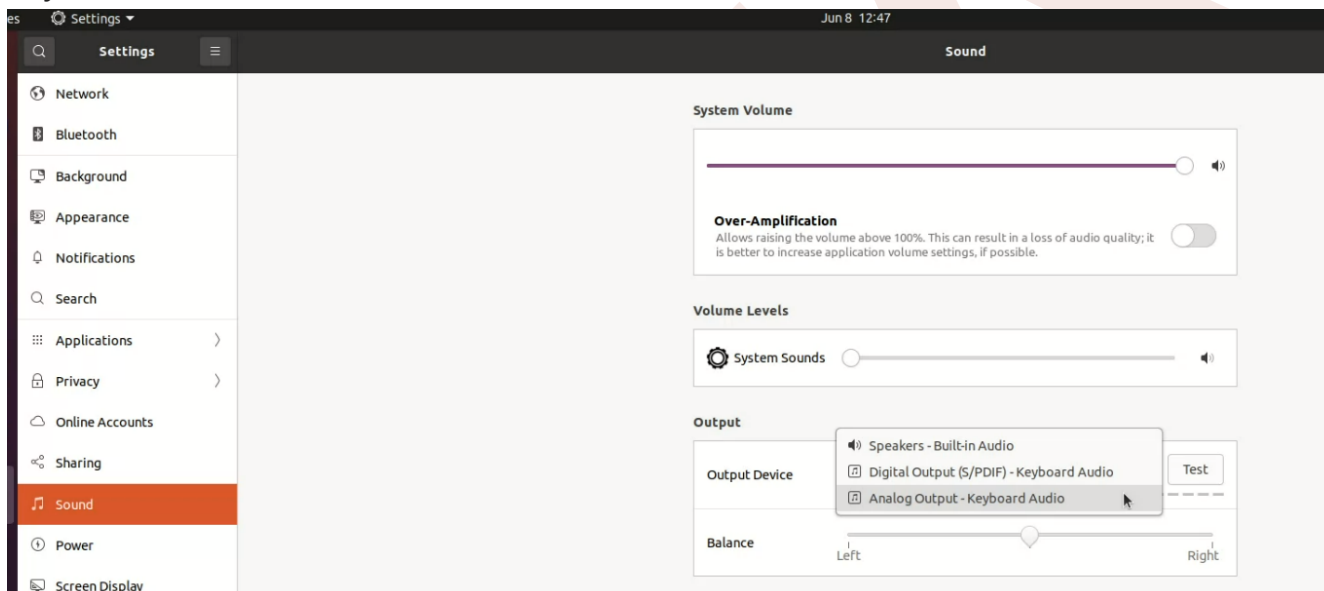 es Settings Jun 8 12:47
Settings Sound
Network
Bluetooth
Background
Appearance
Notifications
Search
Applications
Privacy
Online Accounts
Sharing
Sound
Power
Screen Display
System Volume
Over-Amplification
Allows raising the volume above 100%. This can result in a loss of audio quality; it
is better to increase application volume settings, if possible.
Volume Levels
System Sounds
Output
Output Device
Speakers - Built-in Audio
Digital Output (S/PDIF) - Keyboard Audio
Analog Output - Keyboard Audio
Test
Balance
Left Right